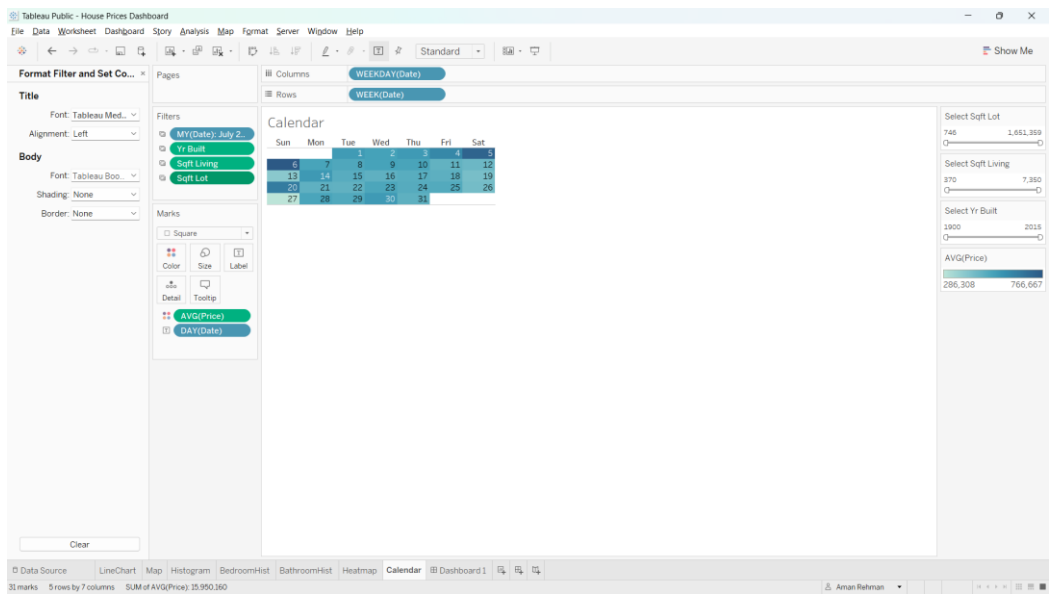 Tableau Public - House Prices Dashboard
File Data Worksheet Dashboard Story Analysis Map Format Server Window Help
Standard
Show Me
Format Filter and Set Co... ×
Title
Font: Tableau Med..
Alignment: Left
Body
Font: Tableau Boo..
Shading: None
Border: None
Clear
Pages
Filters
MY(Date): July 2..
Yr Built
Sqft Living
Sqft Lot
Marks
Square
Color Size Label
Detail Tooltip
AVG(Price)
DAY(Date)
Columns WEEKDAY(Date)
Rows WEEK(Date)
Calendar
Sun Mon Tue Wed Thu Fri Sat
1 2 3 4 5
6 7 8 9 10 11 12
13 14 15 16 17 18 19
20 21 22 23 24 25 26
27 28 29 30 31
Select Sqft Lot
746 1,651,359
Select Sqft Living
370 7,350
Select Yr Built
1900 2015
AVG(Price)
286,308 766,667
Data Source LineChart Map Histogram BedroomHist BathroomHist Heatmap Calendar Dashboard 1
31 marks 5 rows by 7 columns SUM of AVG(Price): 15,950,160
Aman Rehman